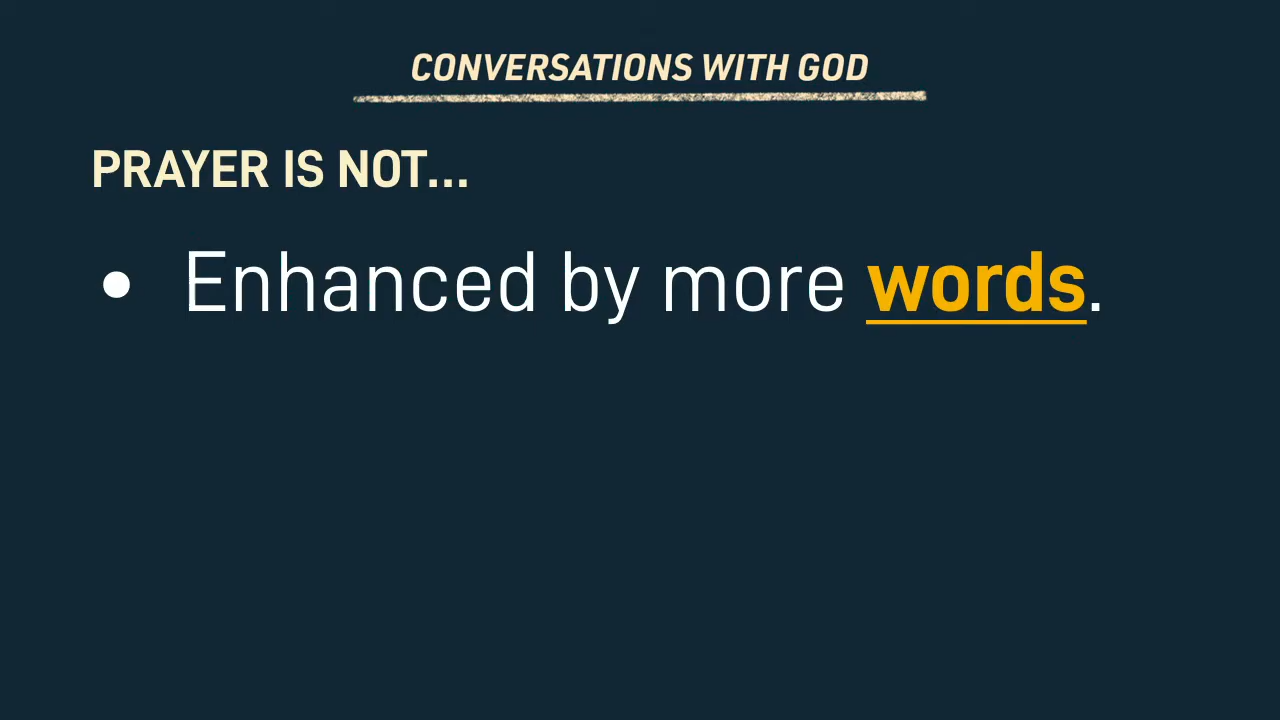 CONVERSATIONS WITH GOD
PRAYER IS NOT...
• Enhanced by more words.